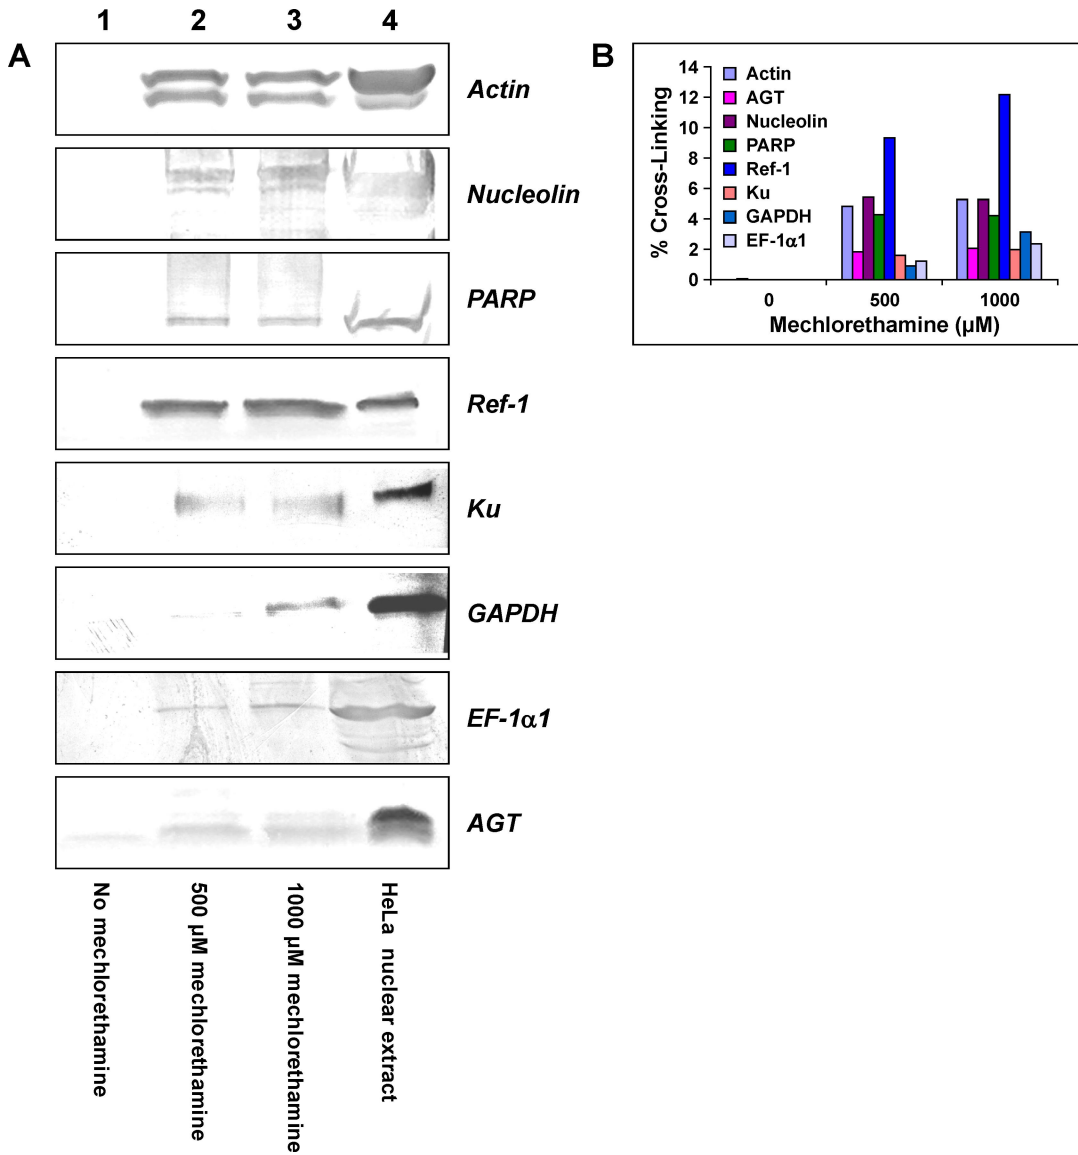 1 2 3 4
A
Actin
Nucleolin
PARP
Ref-1
Ku
GAPDH
EF-1α1
AGT
No mechlorethamine
500 µM mechlorethamine
1000 µM mechlorethamine
HeLa nuclear extract
B
% Cross-Linking
14
12
10
8
6
4
2
0
Actin
AGT
Nucleolin
PARP
Ref-1
Ku
GAPDH
EF-1α1
0 500 1000
Mechlorethamine (µM)